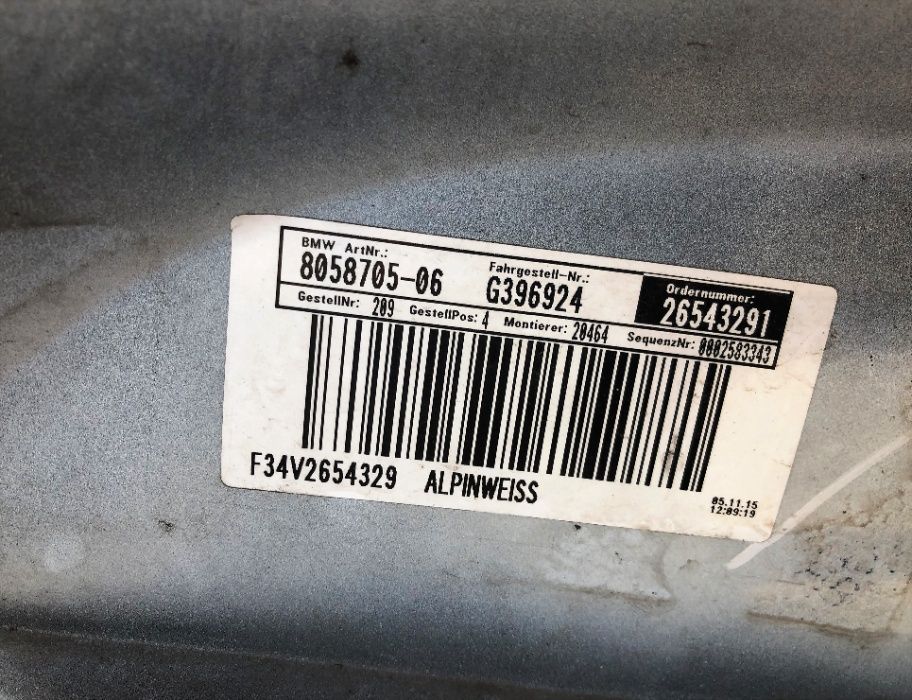 BMW ArtNr.: Fahrgestell-Nr.: Ordernummer:
8058705-06 G396924 26543291
GestellNr: 209 GestellPos: 4 Montierer: 20464 SequenzNr: 0002583343
F34V2654329 ALPINWEISS
05.11.15
12:09:19